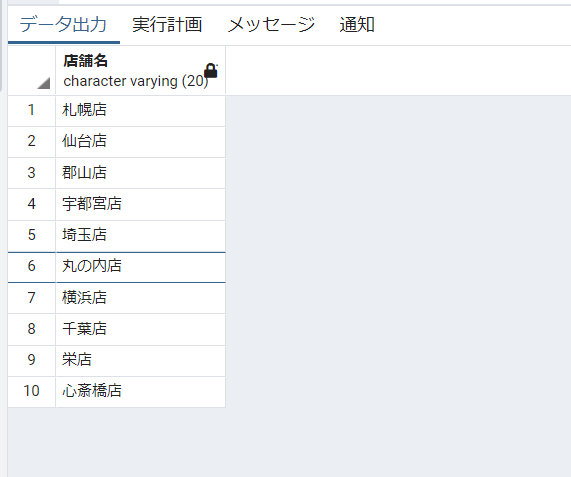 データ出力 実行計画 メッセージ 通知
店舗名
character varying (20)
1 札幌店
2 仙台店
3 郡山店
4 宇都宮店
5 埼玉店
6 丸の内店
7 横浜店
8 千葉店
9 栄店
10 心斎橋店